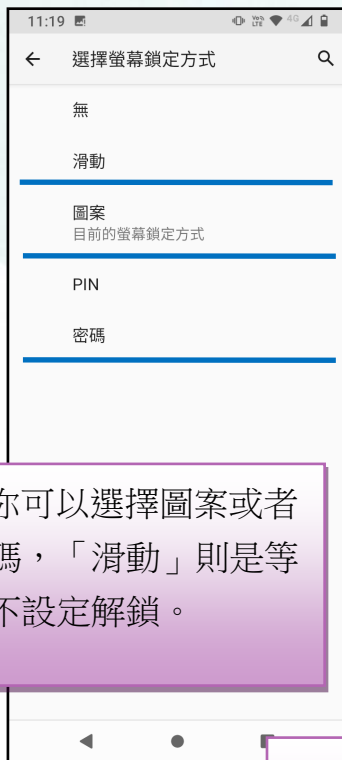 11:19
4G
選擇螢幕鎖定方式
無
滑動
圖案
目前的螢幕鎖定方式
PIN
密碼
你可以選擇圖案或者
碼，「滑動」則是等
不設定解鎖。